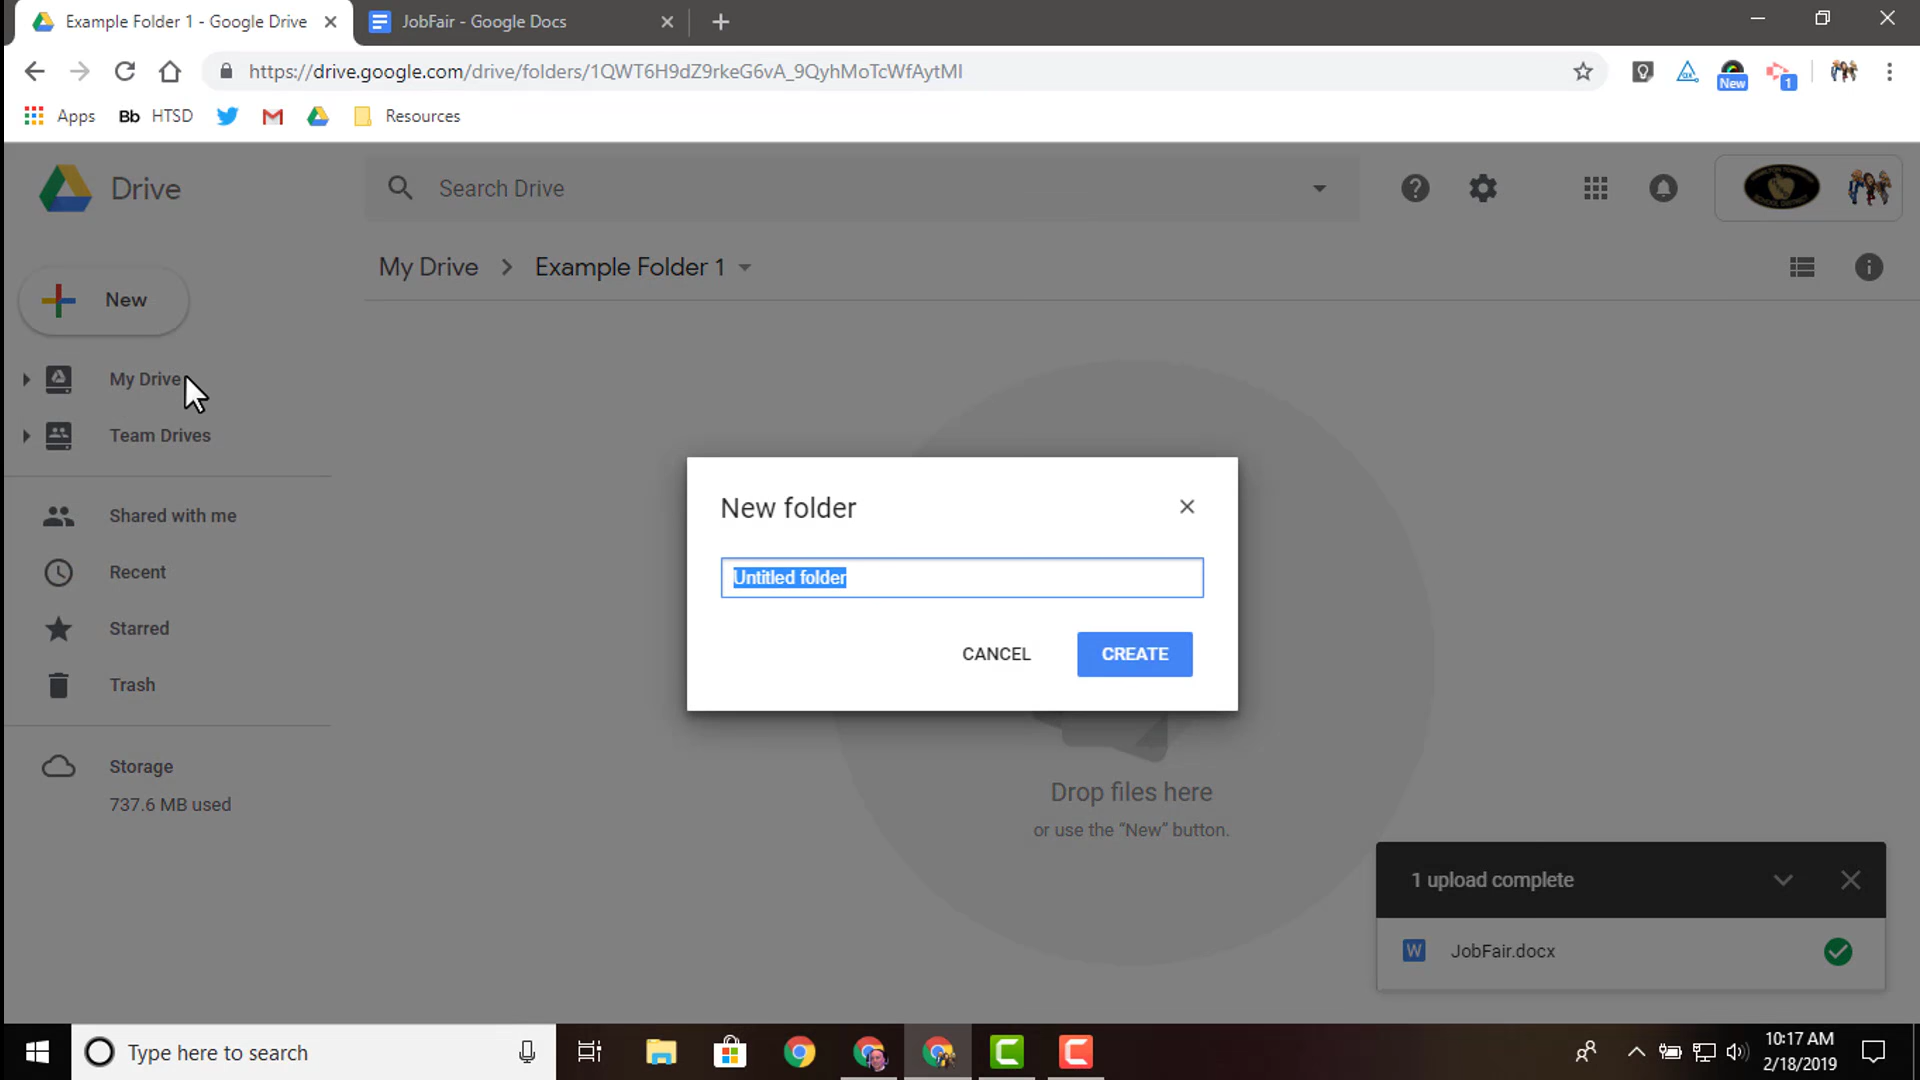 Example Folder 1 - Google Drive
JobFair - Google Docs
https://drive.google.com/drive/folders/1QWT6H9dZ9rkeG6vA_9QyhMoTcWfAytMI
New
1
Apps
Bb HTSD
Resources
Drive
Search Drive
New
My Drive
Example Folder 1
My Drive
Team Drives
Shared with me
Recent
Starred
Trash
Storage
737.6 MB used
New folder
Untitled folder
CANCEL
CREATE
Drop files here
or use the “New” button.
1 upload complete
W JobFair.docx
Type here to search
10:17 AM
2/18/2019